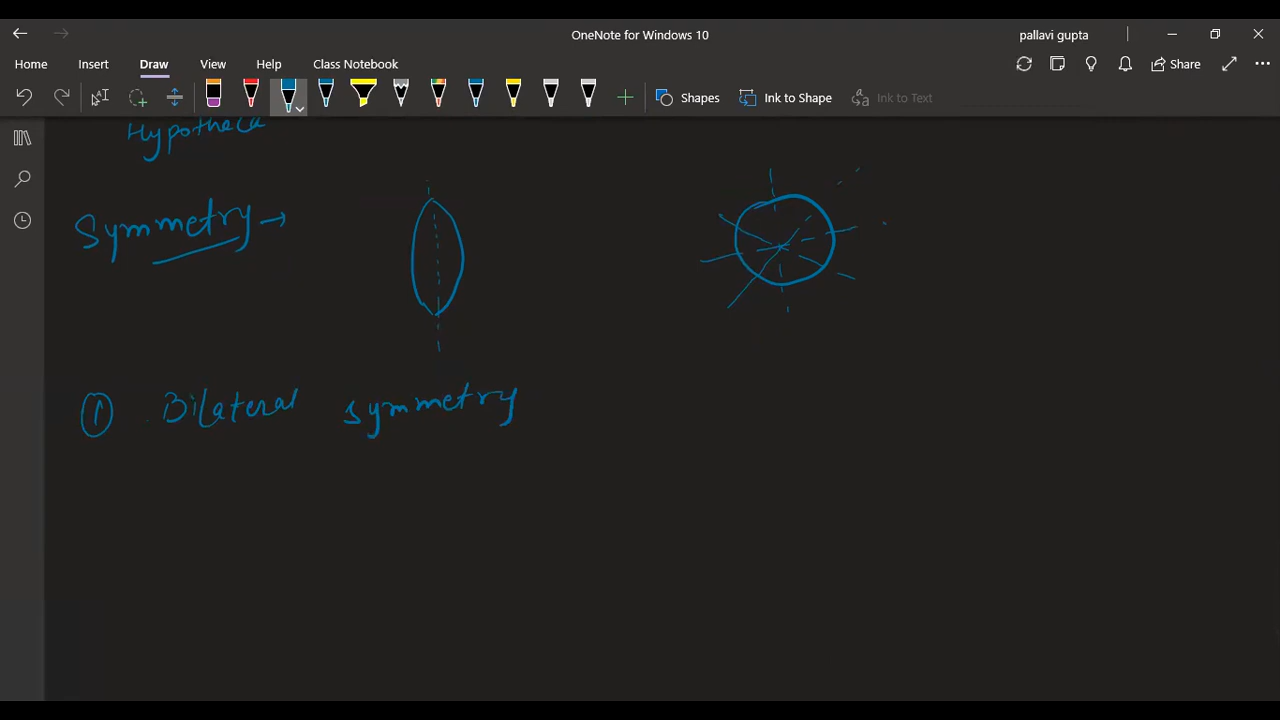 OneNote for Windows 10
pallavi gupta
Home Insert Draw View Help Class Notebook
Share
Shapes Ink to Shape Ink to Text
Hypotheca
Symmetry →
① Bilateral symmetry